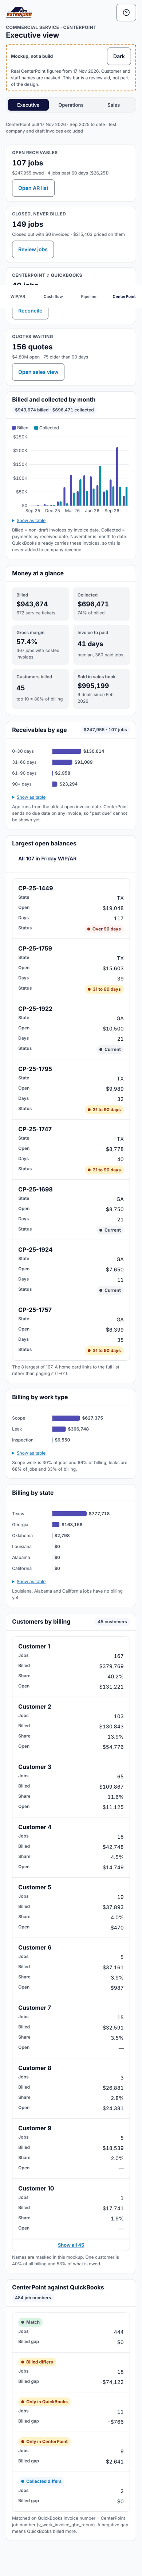 EXTERIORS
COMMERCIAL SERVICE · CENTERPOINT
Executive view
Mockup, not a build
Real CenterPoint figures from 17 Nov 2026. Customer and
staff names are masked. This bar is a review aid, not part
of the design.
Dark
Executive
Operations
Sales
CenterPoint pull 17 Nov 2026 · Sep 2025 to date · test
company and draft invoices excluded
OPEN RECEIVABLES
107 jobs
$247,955 owed · 4 jobs past 60 days ($26,251)
Open AR list
CLOSED, NEVER BILLED
149 jobs
Closed out with $0 invoiced · $215,403 priced on them
Review jobs
CENTERPOINT ≠ QUICKBOOKS
WIP/AR
Cash flow
Pipeline
CenterPoint
Reconcile
QUOTES WAITING
156 quotes
$4.60M open · 75 older than 90 days
Open sales view
Billed and collected by month
$943,674 billed · $696,471 collected
Billed
Collected
$250K
$200K
$150K
$100K
$50K
$0
Sep 25
Dec 25
Mar 26
Jun 26
Sep 26
Show as table
Billed = non-draft invoices by invoice date. Collected =
payments by received date. November is month to date.
QuickBooks already carries these invoices, so this is
never added to company revenue.
Money at a glance
Billed
$943,674
672 service tickets
Collected
$696,471
74% of billed
Gross margin
57.4%
467 jobs with costed
invoices
Invoice to paid
41 days
median, 360 paid jobs
Customers billed
45
top 10 = 88% of billing
Sold in sales book
$995,199
9 deals since Feb
2026
Receivables by age
$247,955 · 107 jobs
0–30 days
$130,614
31–60 days
$91,089
61–90 days
$2,958
90+ days
$23,294
Show as table
Age runs from the oldest open invoice date. CenterPoint
sends no due date on any invoice, so "past due" cannot
be shown yet.
Largest open balances
All 107 in Friday WIP/AR
CP-25-1449
State
TX
Open
$19,048
Days
117
Status
Over 90 days
CP-25-1759
State
TX
Open
$15,603
Days
39
Status
31 to 90 days
CP-25-1922
State
GA
Open
$10,500
Days
21
Status
Current
CP-25-1795
State
TX
Open
$9,989
Days
32
Status
31 to 90 days
CP-25-1747
State
TX
Open
$8,778
Days
40
Status
31 to 90 days
CP-25-1698
State
GA
Open
$8,750
Days
21
Status
Current
CP-25-1924
State
GA
Open
$7,650
Days
11
Status
Current
CP-25-1757
State
GA
Open
$6,399
Days
35
Status
31 to 90 days
The 8 largest of 107. A home card links to the full list
rather than paging it (T-01).
Billing by work type
Scope
$627,375
Leak
$306,748
Inspection
$9,550
Show as table
Scope work is 30% of jobs and 66% of billing; leaks are
68% of jobs and 33% of billing.
Billing by state
Texas
$777,718
Georgia
$163,158
Oklahoma
$2,798
Louisiana
$0
Alabama
$0
California
$0
Show as table
Louisiana, Alabama and California jobs have no billing
yet.
Customers by billing
45 customers
Customer 1
Jobs
167
Billed
$379,769
Share
40.2%
Open
$131,221
Customer 2
Jobs
103
Billed
$130,843
Share
13.9%
Open
$54,776
Customer 3
Jobs
65
Billed
$109,867
Share
11.6%
Open
$11,125
Customer 4
Jobs
18
Billed
$42,748
Share
4.5%
Open
$14,749
Customer 5
Jobs
19
Billed
$37,893
Share
4.0%
Open
$470
Customer 6
Jobs
5
Billed
$37,161
Share
3.9%
Open
$987
Customer 7
Jobs
15
Billed
$32,591
Share
3.5%
Open
—
Customer 8
Jobs
3
Billed
$26,881
Share
2.8%
Open
$24,381
Customer 9
Jobs
5
Billed
$18,539
Share
2.0%
Open
—
Customer 10
Jobs
1
Billed
$17,741
Share
1.9%
Open
—
Show all 45
Names are masked in this mockup. One customer is
40% of all billing and 53% of what is owed.
CenterPoint against QuickBooks
484 job numbers
Match
Jobs
444
Billed gap
$0
Billed differs
Jobs
18
Billed gap
−$74,122
Only in QuickBooks
Jobs
11
Billed gap
−$766
Only in CenterPoint
Jobs
9
Billed gap
$2,641
Collected differs
Jobs
2
Billed gap
$0
Matched on QuickBooks invoice number = CenterPoint
job number (v_work_invoice_qbo_recon). A negative gap
means QuickBooks billed more.